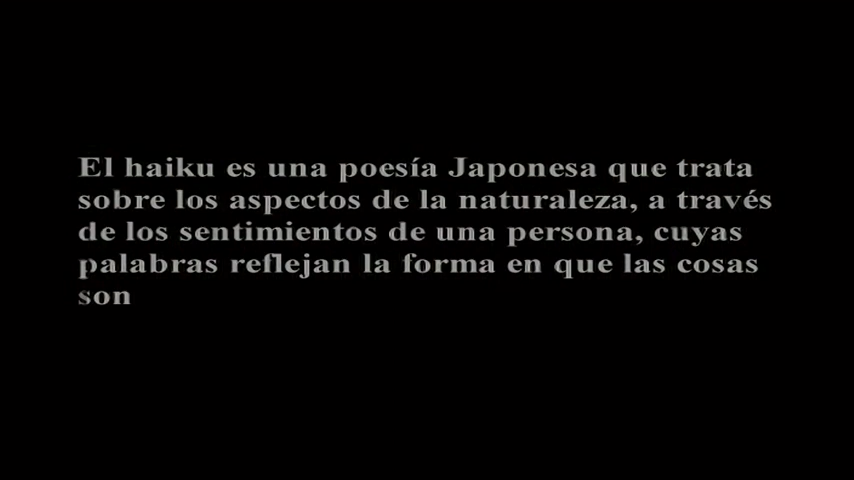 El haiku es una poesía Japonesa que trata
sobre los aspectos de la naturaleza, a través
de los sentimientos de una persona, cuyas
palabras reflejan la forma en que las cosas
son